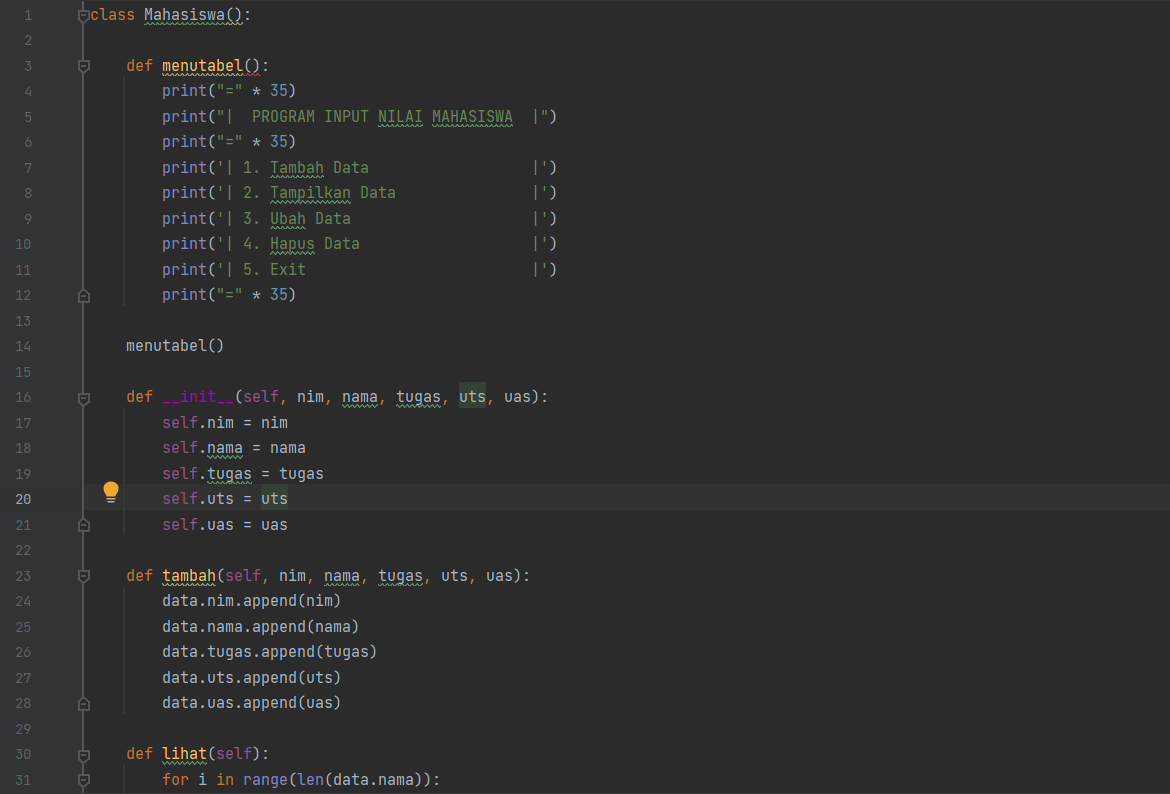 1 class Mahasiswa():
2
3     def menutabel():
4         print("=" * 35)
5         print("|  PROGRAM INPUT NILAI MAHASISWA  |")
6         print("=" * 35)
7         print('| 1. Tambah Data                  |')
8         print('| 2. Tampilkan Data               |')
9         print('| 3. Ubah Data                    |')
10         print('| 4. Hapus Data                   |')
11         print('| 5. Exit                         |')
12         print("=" * 35)
13
14     menutabel()
15
16     def __init__(self, nim, nama, tugas, uts, uas):
17         self.nim = nim
18         self.nama = nama
19         self.tugas = tugas
20         self.uts = uts
21         self.uas = uas
22
23     def tambah(self, nim, nama, tugas, uts, uas):
24         data.nim.append(nim)
25         data.nama.append(nama)
26         data.tugas.append(tugas)
27         data.uts.append(uts)
28         data.uas.append(uas)
29
30     def lihat(self):
31         for i in range(len(data.nama)):